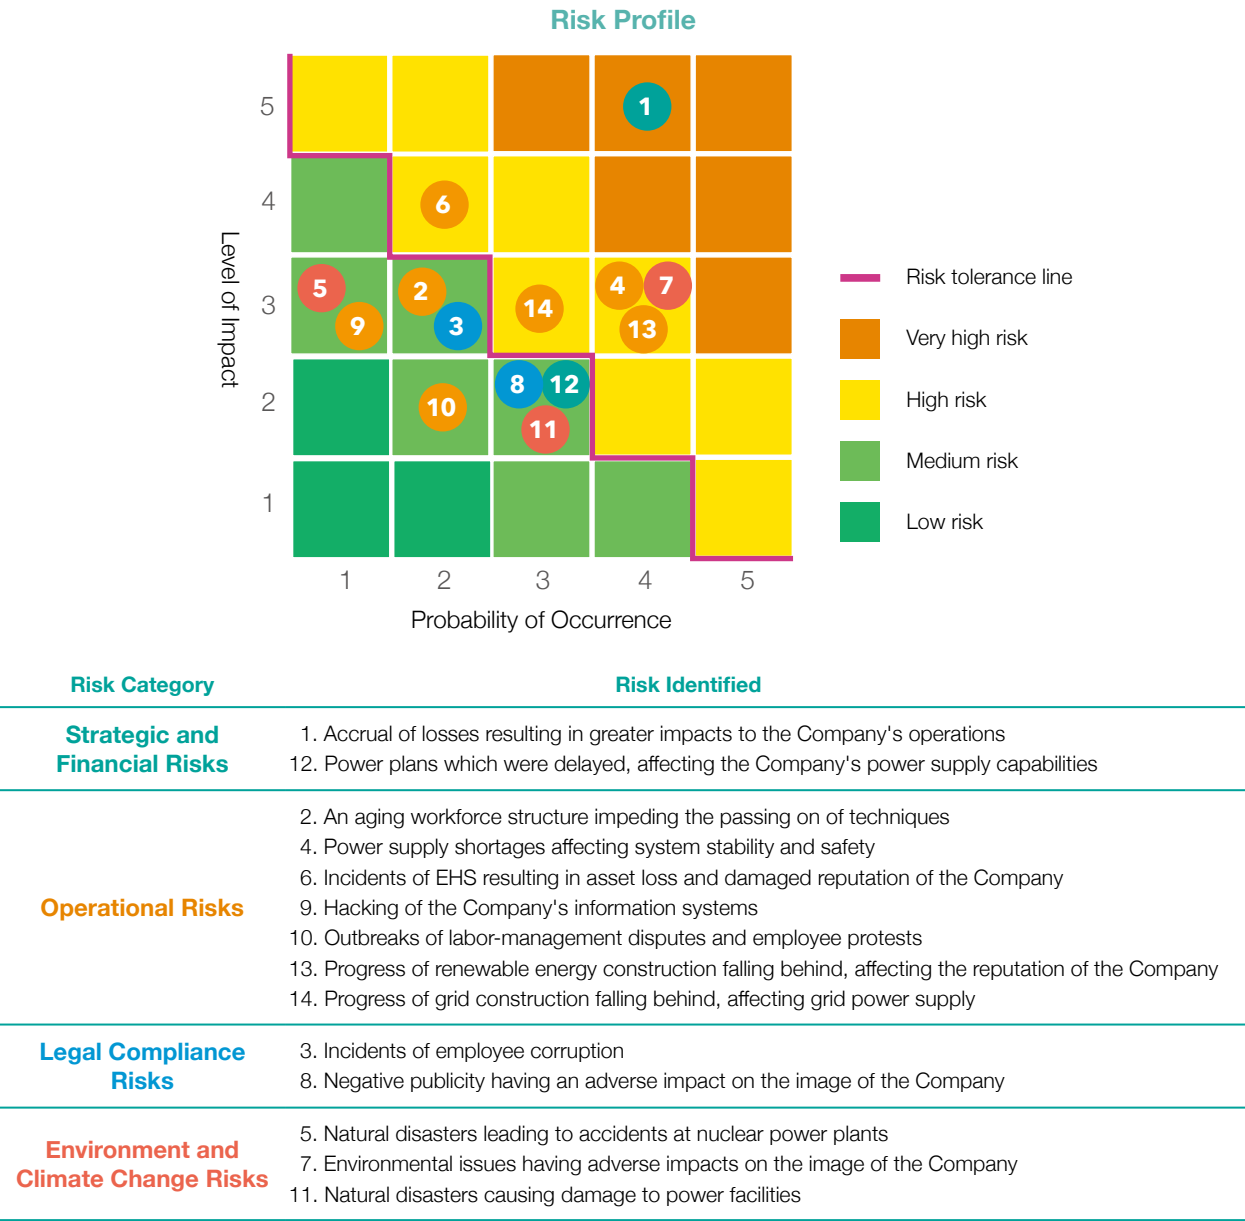 Risk Profile
5
1
4
6
3
5
9
2
3
14
4
7
13
2
10
8
12
11
1
Level of Impact
1
2
3
4
5
Probability of Occurrence
Risk tolerance line
Very high risk
High risk
Medium risk
Low risk
Risk Category
Risk Identified
Strategic and
Financial Risks
1. Accrual of losses resulting in greater impacts to the Company's operations
12. Power plans which were delayed, affecting the Company's power supply capabilities
Operational Risks
2. An aging workforce structure impeding the passing on of techniques
4. Power supply shortages affecting system stability and safety
6. Incidents of EHS resulting in asset loss and damaged reputation of the Company
9. Hacking of the Company's information systems
10. Outbreaks of labor-management disputes and employee protests
13. Progress of renewable energy construction falling behind, affecting the reputation of the Company
14. Progress of grid construction falling behind, affecting grid power supply
Legal Compliance
Risks
3. Incidents of employee corruption
8. Negative publicity having an adverse impact on the image of the Company
Environment and
Climate Change Risks
5. Natural disasters leading to accidents at nuclear power plants
7. Environmental issues having adverse impacts on the image of the Company
11. Natural disasters causing damage to power facilities